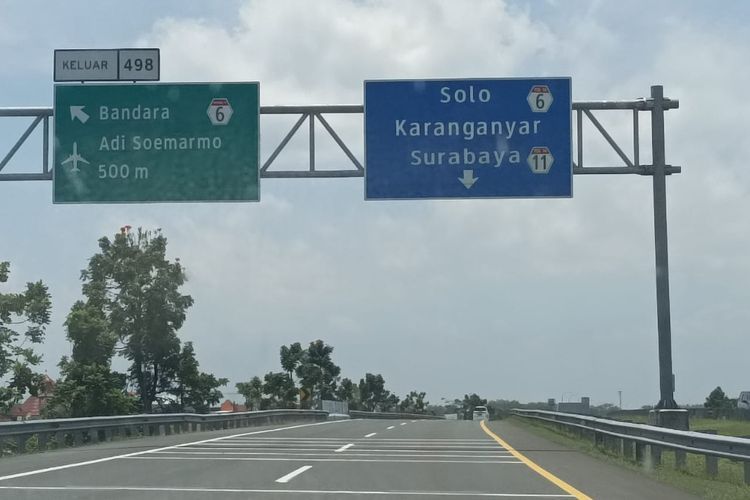 KELUAR 498
Bandara 6
Adi Soemarmo
500 m
Solo 6
Karanganyar
Surabaya 11